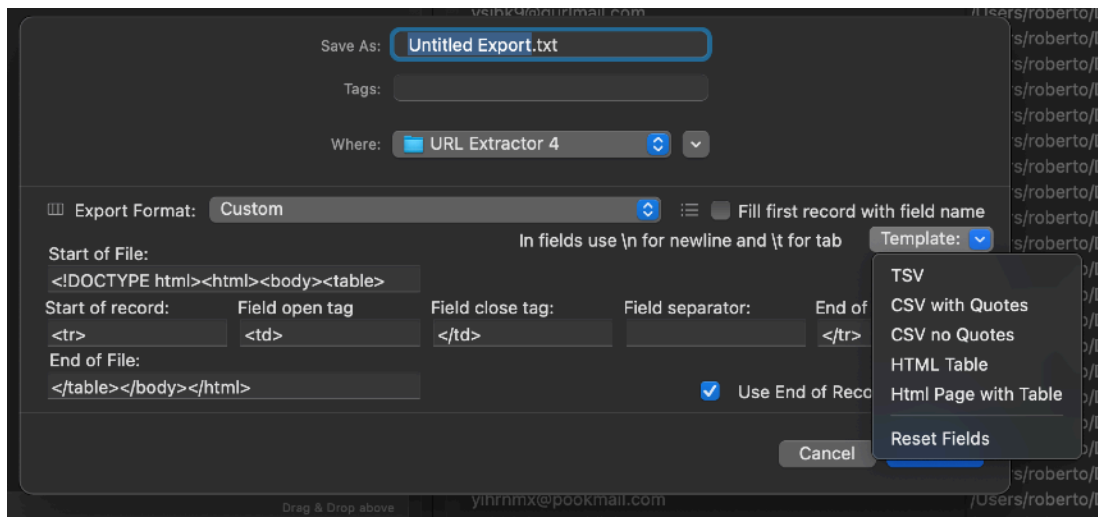 /Users/roberto/
Save As: Untitled Export.txt
s/roberto/
Tags:
Where: URL Extractor 4
Export Format: Custom
Fill first record with field name
In fields use \n for newline and \t for tab
Template:
Start of File:
<!DOCTYPE html><html><body><table>
Start of record: Field open tag Field close tag: Field separator: End of
<tr> <td> </td> </tr>
End of File:
</table></body></html>
Use End of Reco
TSV
CSV with Quotes
CSV no Quotes
HTML Table
Html Page with Table
Reset Fields
Cancel
s/roberto/
Drag & Drop above
yihrnmx@pookmail.com
/Users/roberto/